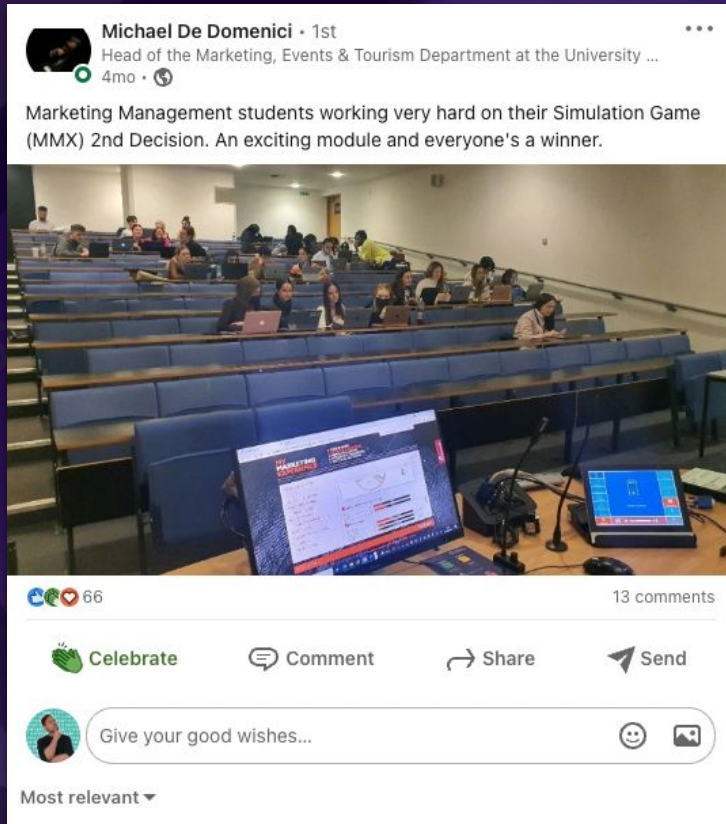 Michael De Domenici • 1st
Head of the Marketing, Events & Tourism Department at the University ...
4mo •
Marketing Management students working very hard on their Simulation Game
(MMX) 2nd Decision. An exciting module and everyone's a winner.
MY
MARKETING
EXPERIENCE
66
13 comments
Celebrate
Comment
Share
Send
Give your good wishes...
Most relevant